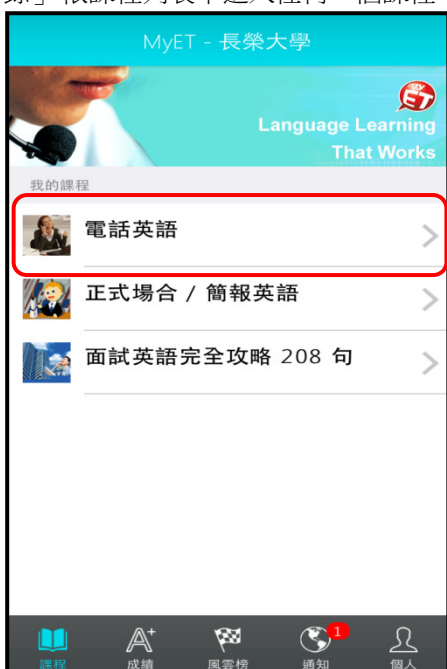 MyET - 長榮大學
MY
ET
Language Learning
That Works
我的課程
電話英語
正式場合 / 簡報英語
面試英語完全攻略 208 句
1
課程
成績
風雲榜
通知
個人